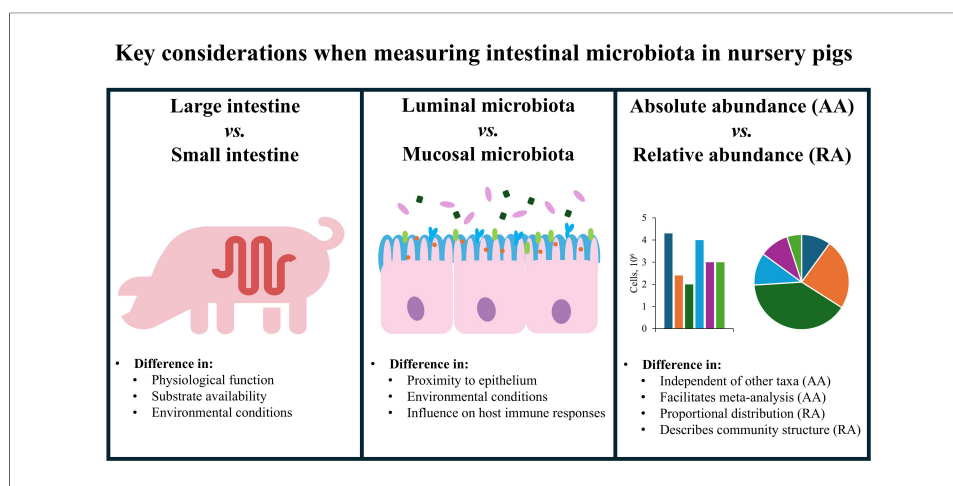 Key considerations when measuring intestinal microbiota in nursery pigs
Large intestine
vs.
Small intestine
• Difference in:
• Physiological function
• Substrate availability
• Environmental conditions
Luminal microbiota
vs.
Mucosal microbiota
• Difference in:
• Proximity to epithelium
• Environmental conditions
• Influence on host immune responses
Absolute abundance (AA)
vs.
Relative abundance (RA)
Cells, 10⁶
5
4
3
2
1
0
• Difference in:
• Independent of other taxa (AA)
• Facilitates meta-analysis (AA)
• Proportional distribution (RA)
• Describes community structure (RA)